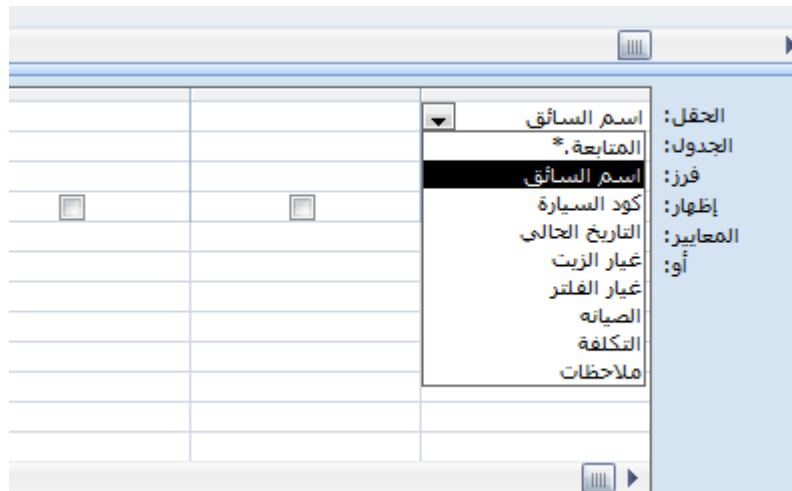 الحقل:
الجدول:
فرز:
إظهار:
المعايير:
أو:
اسم السائق
المتابعة.*
اسم السائق
كود السيارة
التاريخ الحالي
غيار الزيت
غيار الفلتر
الصيانه
التكلفة
ملاحظات